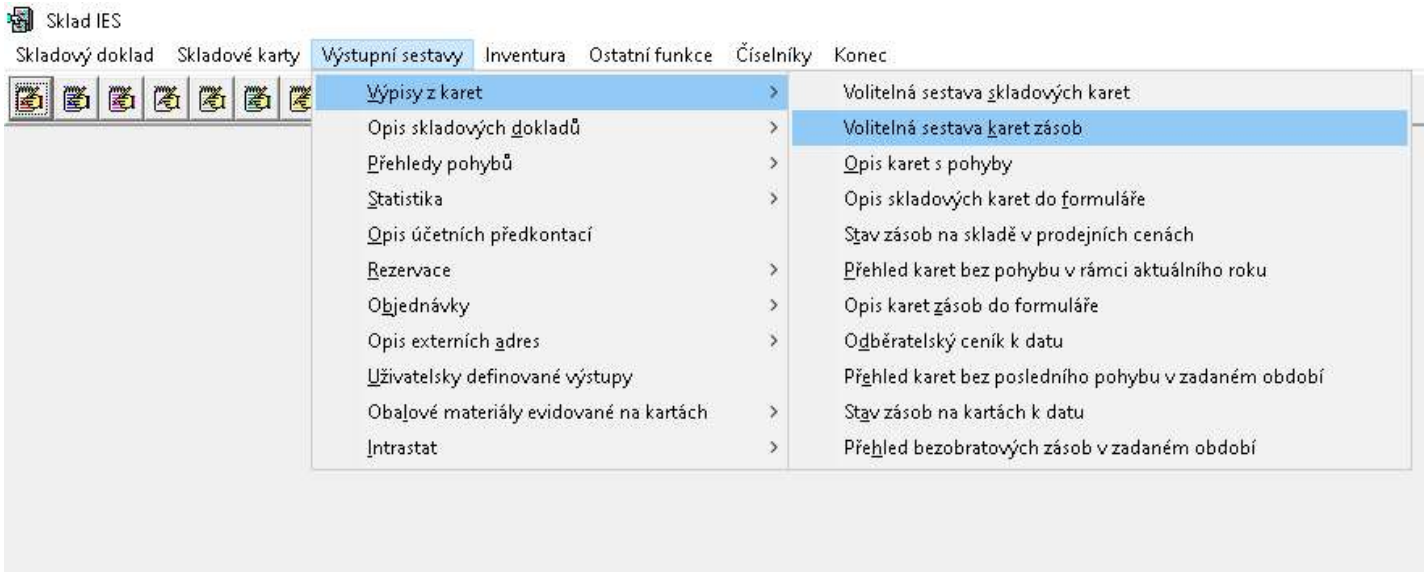 Sklad IES
Skladový doklad Skladové karty Výstupní sestavy Inventura Ostatní funkce Číselníky Konec
Výpisy z karet
Opis skladových dokladů
Přehledy pohybů
Statistika
Opis účetních předkontací
Rezervace
Objednávky
Opis externích adres
Uživatelsky definované výstupy
Obalové materiály evidované na kartách
Intrastat
Volitelná sestava skladových karet
Volitelná sestava karet zásob
Opis karet s pohyby
Opis skladových karet do formuláře
Stav zásob na skladě v prodejních cenách
Přehled karet bez pohybu v rámci aktuálního roku
Opis karet zásob do formuláře
Odběratelský ceník k datu
Přehled karet bez posledního pohybu v zadaném období
Stav zásob na kartách k datu
Přehled bezobratových zásob v zadaném období